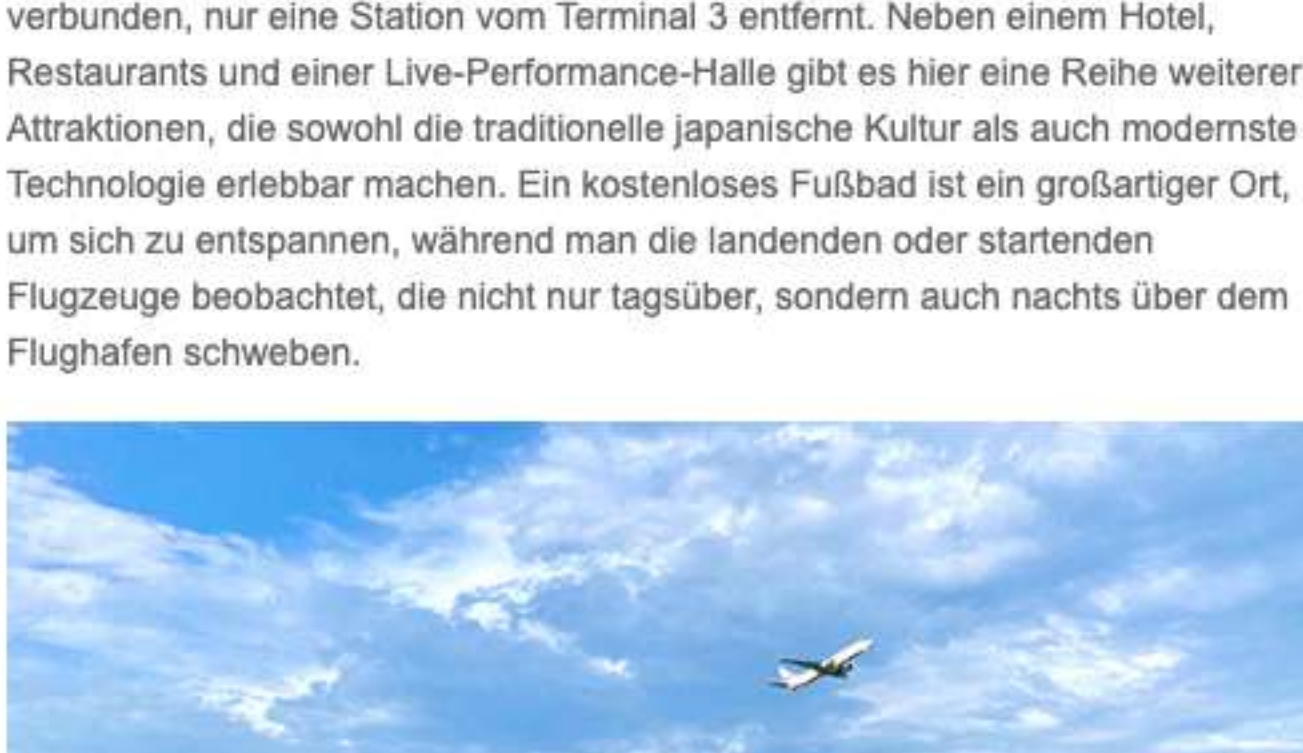 verbunden, nur eine Station vom Terminal 3 entfernt. Neben einem Hotel,
Restaurants und einer Live-Performance-Halle gibt es hier eine Reihe weiterer
Attraktionen, die sowohl die traditionelle japanische Kultur als auch modernste
Technologie erlebbar machen. Ein kostenloses Fußbad ist ein großartiger Ort,
um sich zu entspannen, während man die landenden oder startenden
Flugzeuge beobachtet, die nicht nur tagsüber, sondern auch nachts über dem
Flughafen schweben.